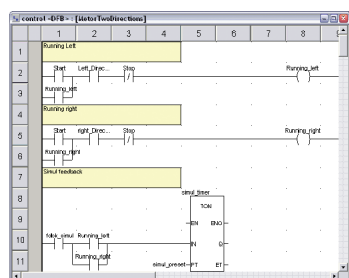 control <DFB> : [MotorTwoDirections]
1 2 3 4 5 6 7 8
1 Running Left
2 Start Left_Direc... Stop Running_left
3 Running_left
4 Running right
5 Start right_Direc... Stop Running_right
6 Running_right
7 Simul feedback
8 simul_timer
TON
9 EN ENO
10 fdbk_simul Running_left IN Q
11 Running_right simul_preset PT ET